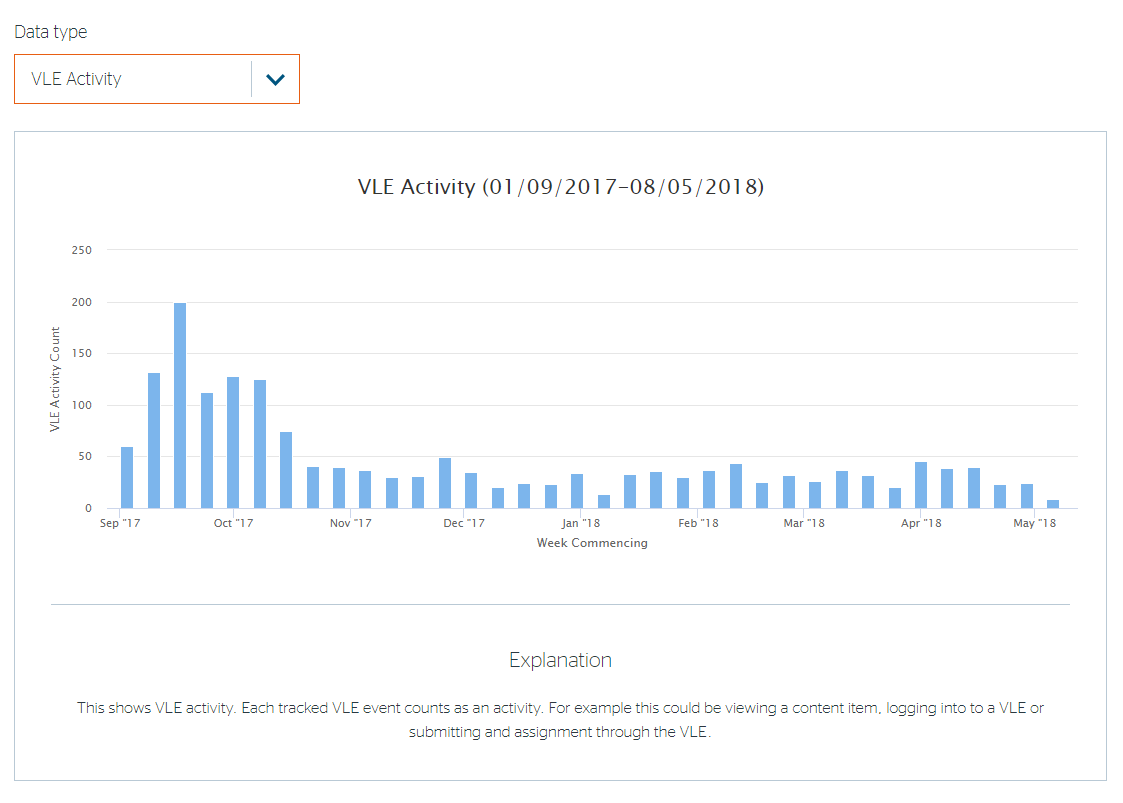 Data type
VLE Activity
VLE Activity (01/09/2017-08/05/2018)
250
200
150
100
50
0
VLE Activity Count
Sep "17 Oct "17 Nov "17 Dec "17 Jan "18 Feb "18 Mar "18 Apr "18 May "18
Week Commencing
Explanation
This shows VLE activity. Each tracked VLE event counts as an activity. For example this could be viewing a content item, logging into to a VLE or
submitting and assignment through the VLE.